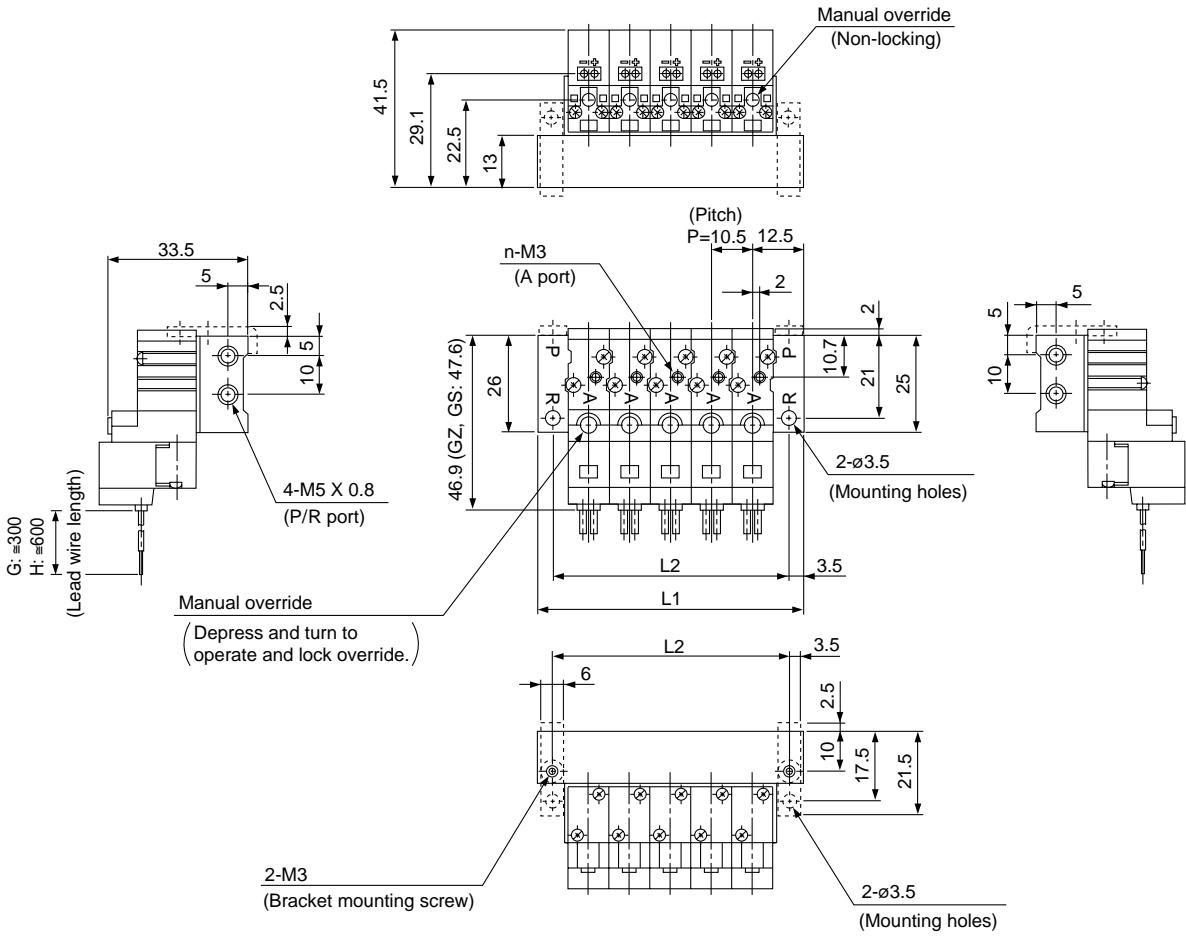 Manual override
(Non-locking)
41.5
29.1
22.5
13
(Pitch)
P=10.5
12.5
n-M3
(A port)
2
2
10.7
21
25
26
46.9 (GZ, GS: 47.6)
P
P
R
R
A
A
A
A
A
2-ø3.5
(Mounting holes)
L2
3.5
L1
33.5
5
2.5
5
10
4-M5 X 0.8
(P/R port)
G: ≅300
H: ≅600
(Lead wire length)
5
5
10
Manual override
(Depress and turn to
operate and lock override.)
L2
3.5
6
2.5
10
17.5
21.5
2-M3
(Bracket mounting screw)
2-ø3.5
(Mounting holes)